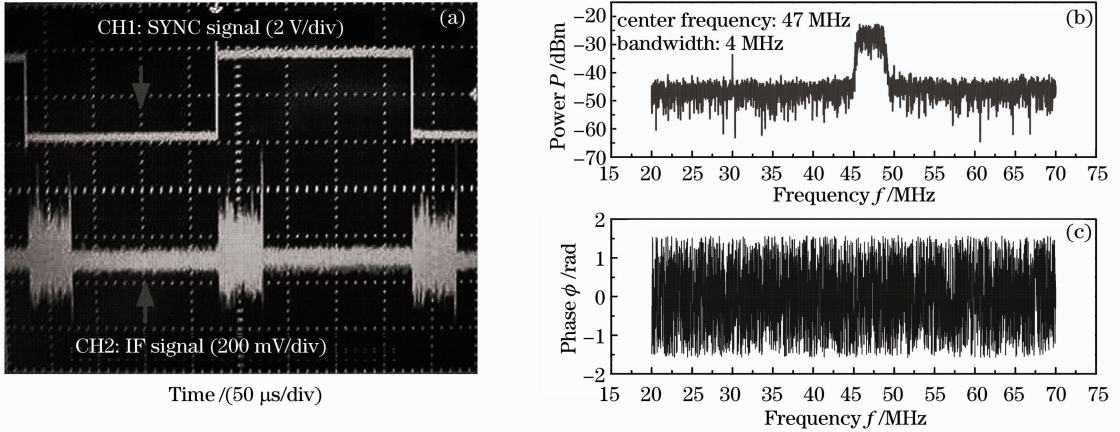 (a)
CH1: SYNC signal (2 V/div)
CH2: IF signal (200 mV/div)
Time /(50 μs/div)
(b)
center frequency: 47 MHz
bandwidth: 4 MHz
Power P /dBm
−20
−30
−40
−50
−60
−70
15 20 25 30 35 40 45 50 55 60 65 70 75
Frequency f /MHz
(c)
Phase ϕ /rad
2
1
0
−1
−2
15 20 25 30 35 40 45 50 55 60 65 70 75
Frequency f /MHz